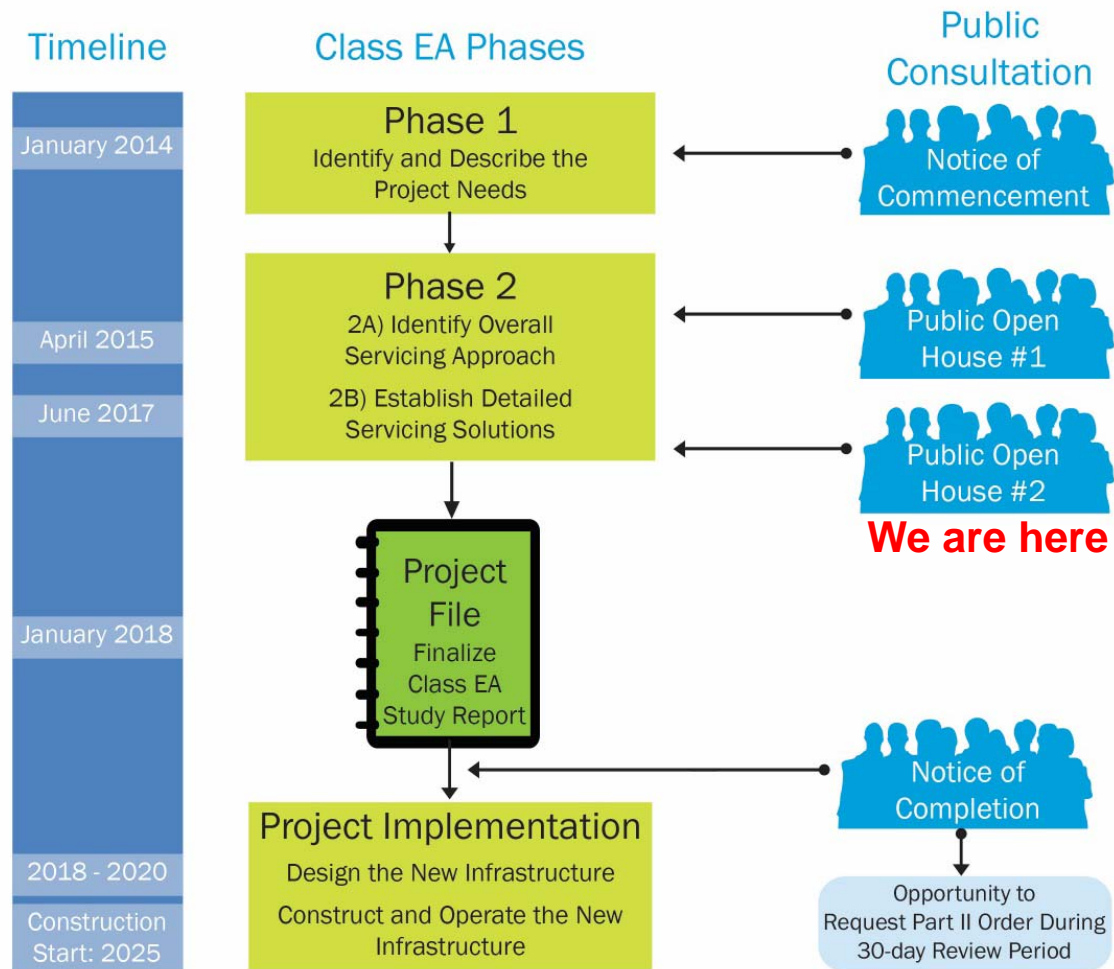 Timeline
Class EA Phases
Public
Consultation
January 2014
Phase 1
Identify and Describe the
Project Needs
Notice of
Commencement
Phase 2
2A) Identify Overall
Servicing Approach
2B) Establish Detailed
Servicing Solutions
April 2015
Public Open
House #1
June 2017
Public Open
House #2
We are here
Project
File
Finalize
Class EA
Study Report
January 2018
Notice of
Completion
Project Implementation
Design the New Infrastructure
Construct and Operate the New
Infrastructure
2018 - 2020
Construction
Start: 2025
Opportunity to
Request Part II Order During
30-day Review Period